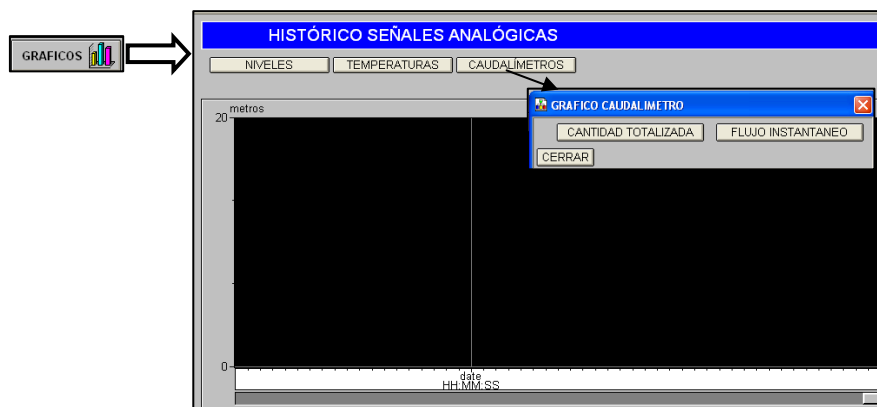 HISTÓRICO SEÑALES ANALÓGICAS
GRAFICOS
NIVELES TEMPERATURAS CAUDALÍMETROS
GRAFICO CAUDALIMETRO
CANTIDAD TOTALIZADA FLUJO INSTANTANEO
CERRAR
metros
20
0
date
HH:MM:SS